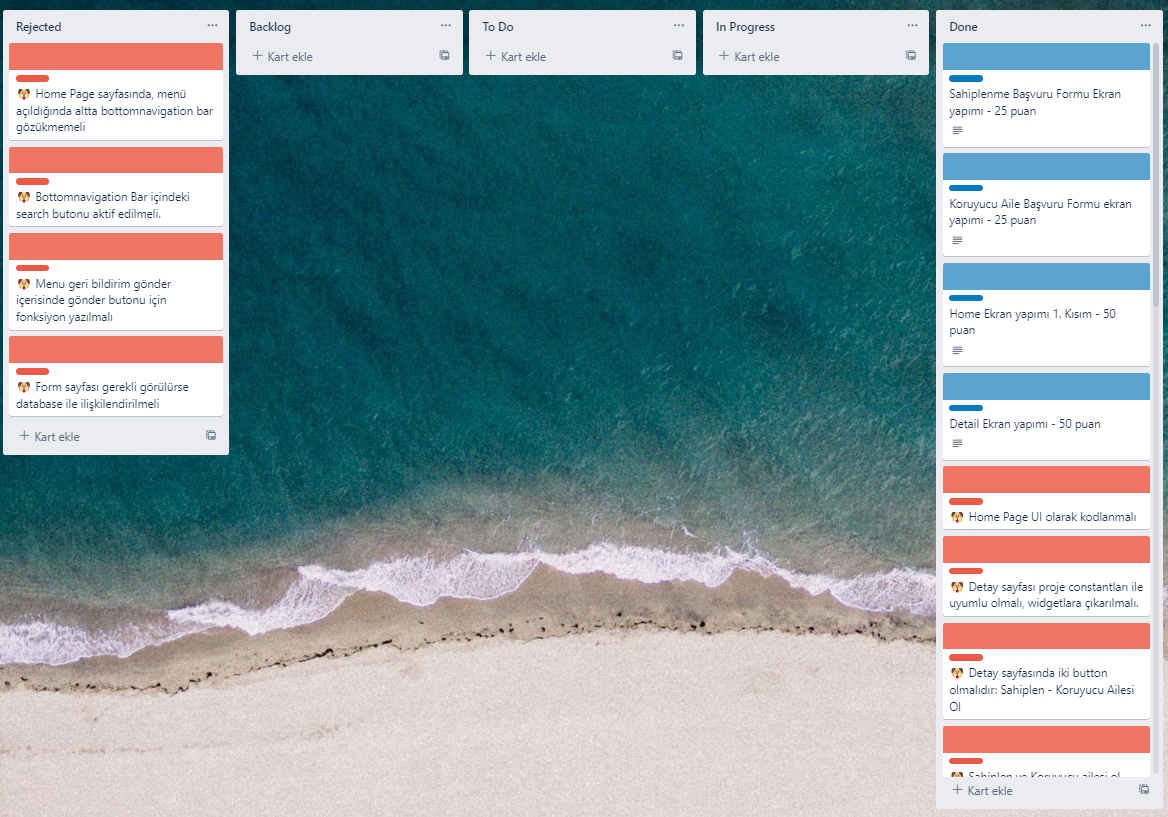 Rejected
🐶 Home Page sayfasında, menü
açıldığında altta bottomnavigation bar
gözükmemeli
🐶 Bottomnavigation Bar içindeki
search butonu aktif edilmeli.
🐶 Menu geri bildirim gönder
içerisinde gönder butonu için
fonksiyon yazılmalı
🐶 Form sayfası gerekli görülürse
database ile ilişkilendirilmeli
+ Kart ekle
Backlog
+ Kart ekle
To Do
+ Kart ekle
In Progress
+ Kart ekle
Done
Sahiplenme Başvuru Formu Ekran
yapımı - 25 puan
Koruyucu Aile Başvuru Formu ekran
yapımı - 25 puan
Home Ekran yapımı 1. Kısım - 50
puan
Detail Ekran yapımı - 50 puan
🐶 Home Page UI olarak kodlanmalı
🐶 Detay sayfası proje constantları ile
uyumlu olmalı, widgetlara çıkarılmalı.
🐶 Detay sayfasında iki button
olmalıdır: Sahiplen - Koruyucu Ailesi
Ol
🐶 Sahiplen ve Koruyucu ailesi ol
+ Kart ekle